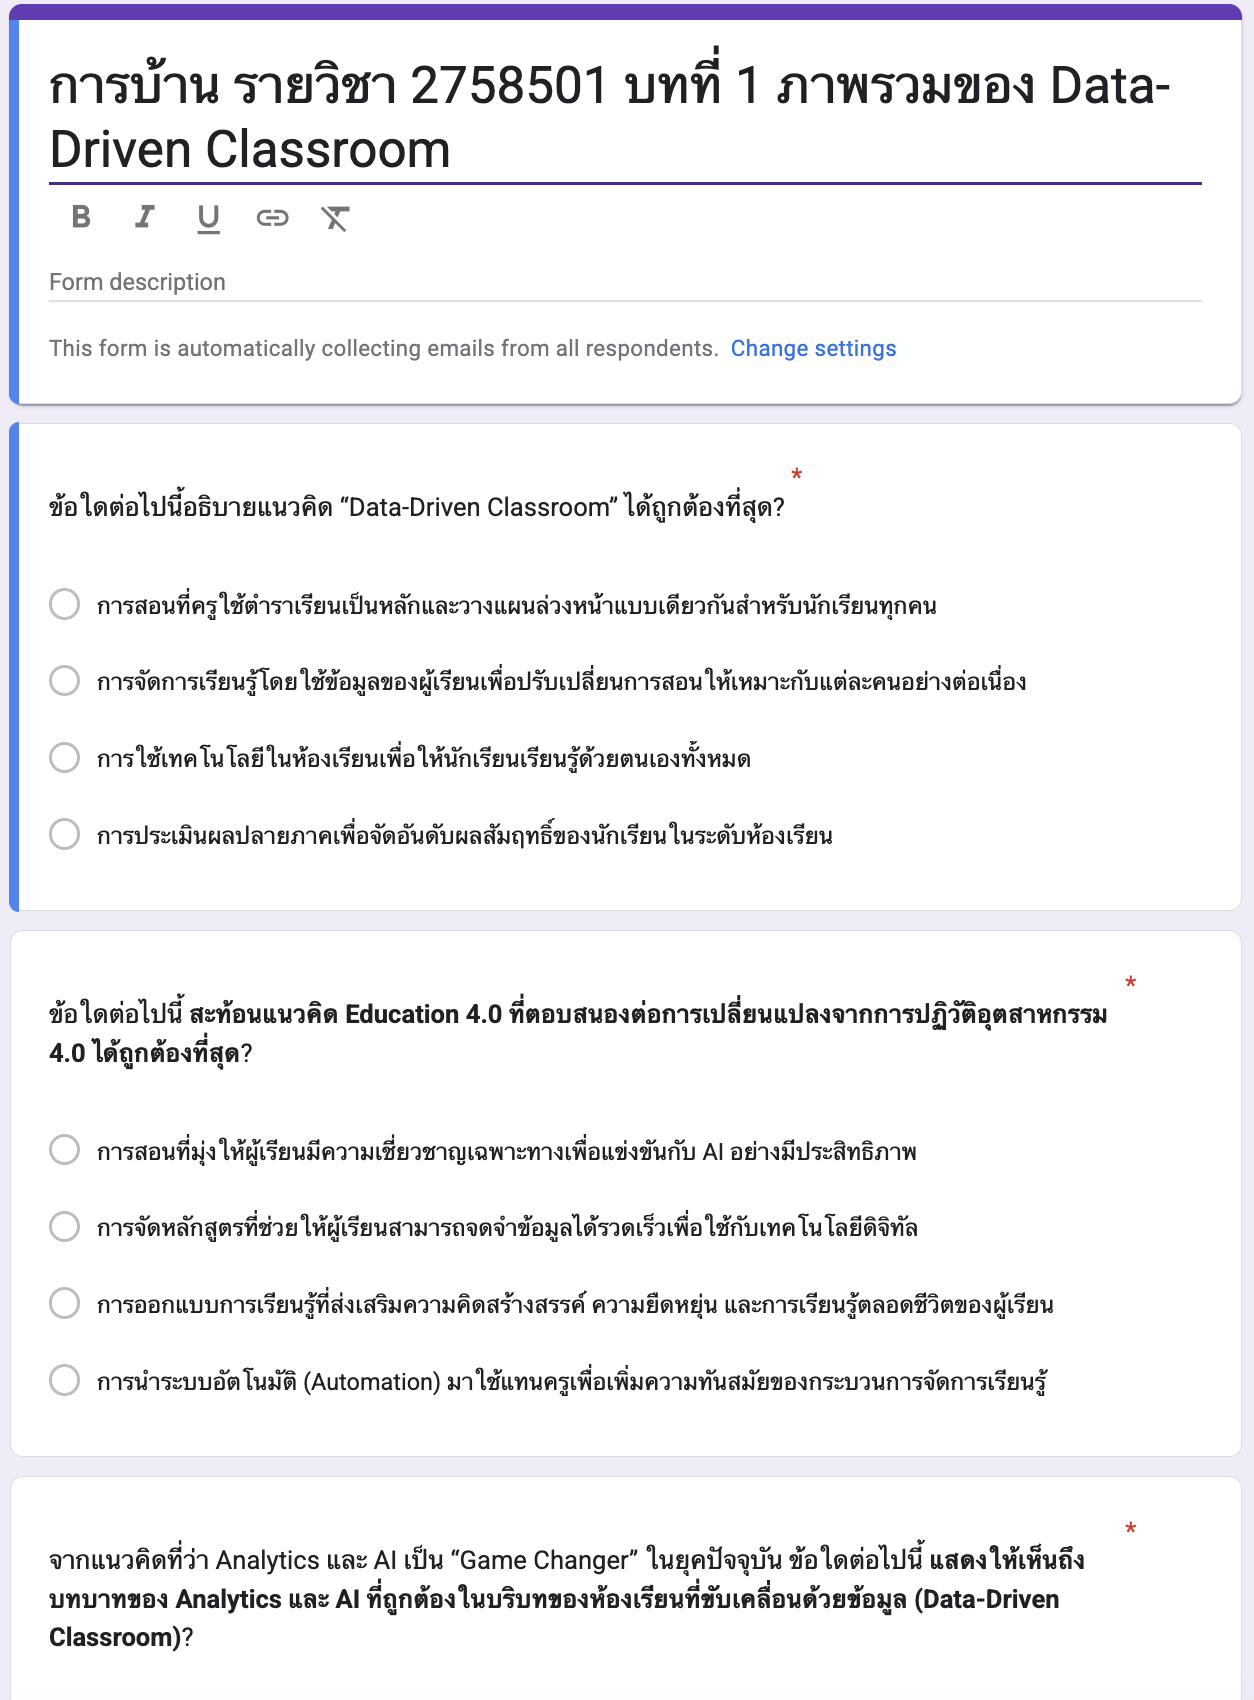 การบ้าน รายวิชา 2758501 บทที่ 1 ภาพรวมของ Data-
Driven Classroom
B I U
Form description
This form is automatically collecting emails from all respondents. Change settings
ข้อใดต่อไปนี้อธิบายแนวคิด “Data-Driven Classroom” ได้ถูกต้องที่สุด? *
การสอนที่ครูใช้ตำราเรียนเป็นหลักและวางแผนล่วงหน้าแบบเดียวกันสำหรับนักเรียนทุกคน
การจัดการเรียนรู้โดยใช้ข้อมูลของผู้เรียนเพื่อปรับเปลี่ยนการสอนให้เหมาะกับแต่ละคนอย่างต่อเนื่อง
การใช้เทคโนโลยีในห้องเรียนเพื่อให้นักเรียนเรียนรู้ด้วยตนเองทั้งหมด
การประเมินผลปลายภาคเพื่อจัดอันดับผลสัมฤทธิ์ของนักเรียนในระดับห้องเรียน
ข้อใดต่อไปนี้ สะท้อนแนวคิด Education 4.0 ที่ตอบสนองต่อการเปลี่ยนแปลงจากการปฏิวัติอุตสาหกรรม *
4.0 ได้ถูกต้องที่สุด?
การสอนที่มุ่งให้ผู้เรียนมีความเชี่ยวชาญเฉพาะทางเพื่อแข่งขันกับ AI อย่างมีประสิทธิภาพ
การจัดหลักสูตรที่ช่วยให้ผู้เรียนสามารถจดจำข้อมูลได้รวดเร็วเพื่อใช้กับเทคโนโลยีดิจิทัล
การออกแบบการเรียนรู้ที่ส่งเสริมความคิดสร้างสรรค์ ความยืดหยุ่น และการเรียนรู้ตลอดชีวิตของผู้เรียน
การนำระบบอัตโนมัติ (Automation) มาใช้แทนครูเพื่อเพิ่มความทันสมัยของกระบวนการจัดการเรียนรู้
จากแนวคิดที่ว่า Analytics และ AI เป็น “Game Changer” ในยุคปัจจุบัน ข้อใดต่อไปนี้ แสดงให้เห็นถึง *
บทบาทของ Analytics และ AI ที่ถูกต้องในบริบทของห้องเรียนที่ขับเคลื่อนด้วยข้อมูล (Data-Driven
Classroom)?